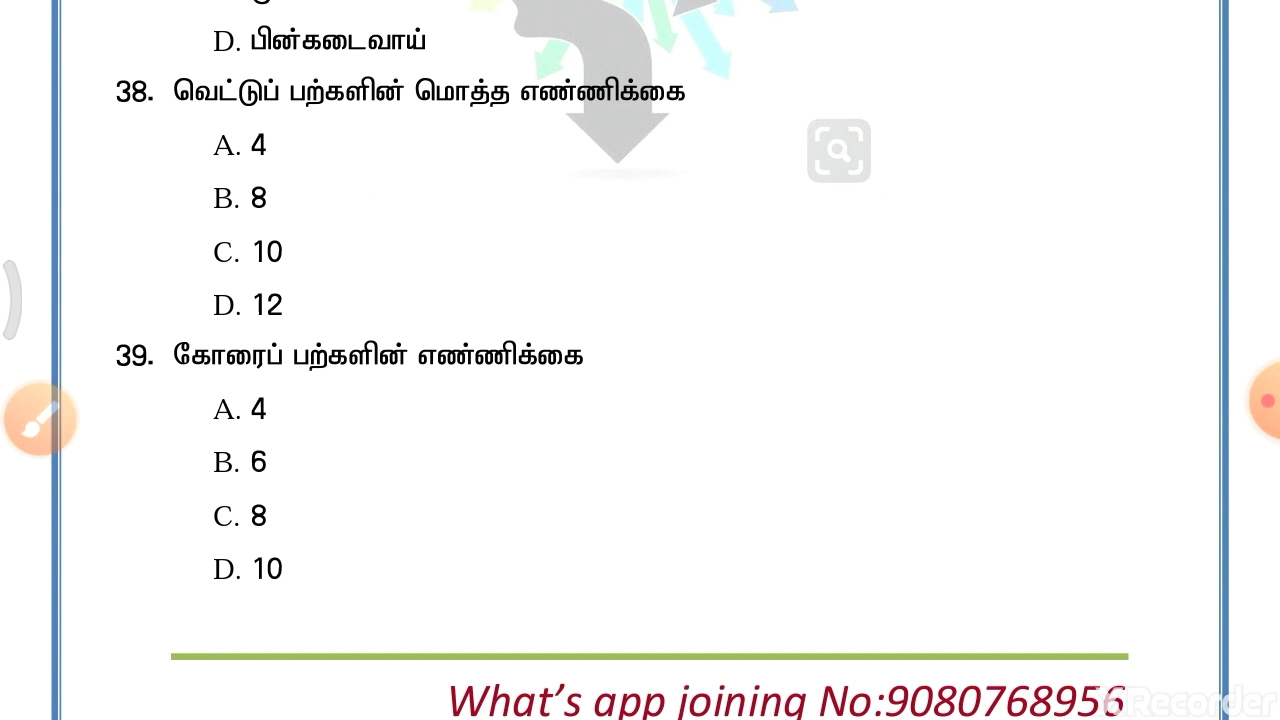 D. பின்கடைவாய்
38. வெட்டுப் பற்களின் மொத்த எண்ணிக்கை
A. 4
B. 8
C. 10
D. 12
39. கோரைப் பற்களின் எண்ணிக்கை
A. 4
B. 6
C. 8
D. 10
What's app joining No:9080768956
XRecorder